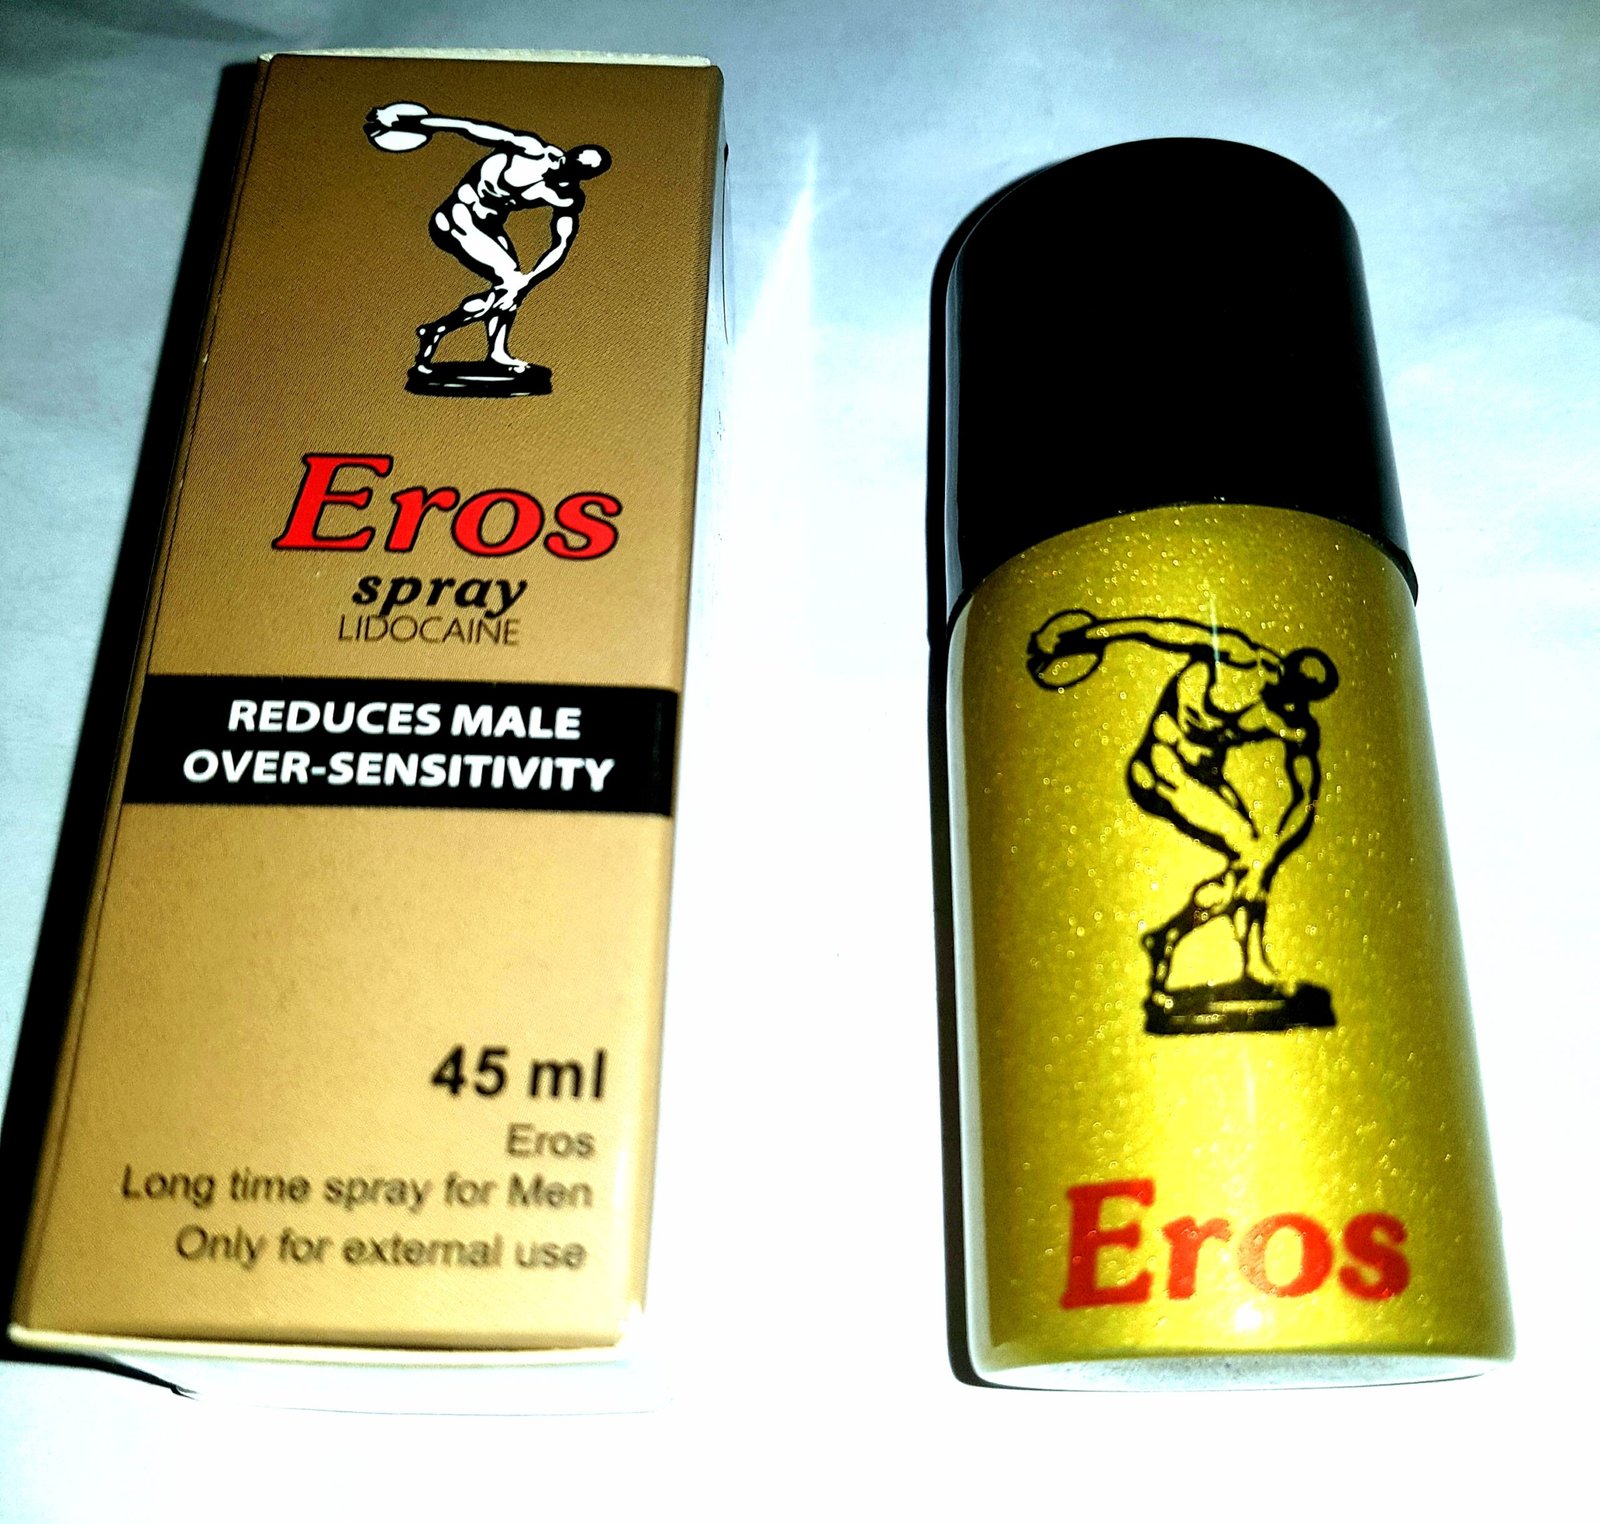 Eros
spray
LIDOCAINE
REDUCES MALE
OVER-SENSITIVITY
45 ml
Eros
Long time spray for Men
Only for external use
Eros